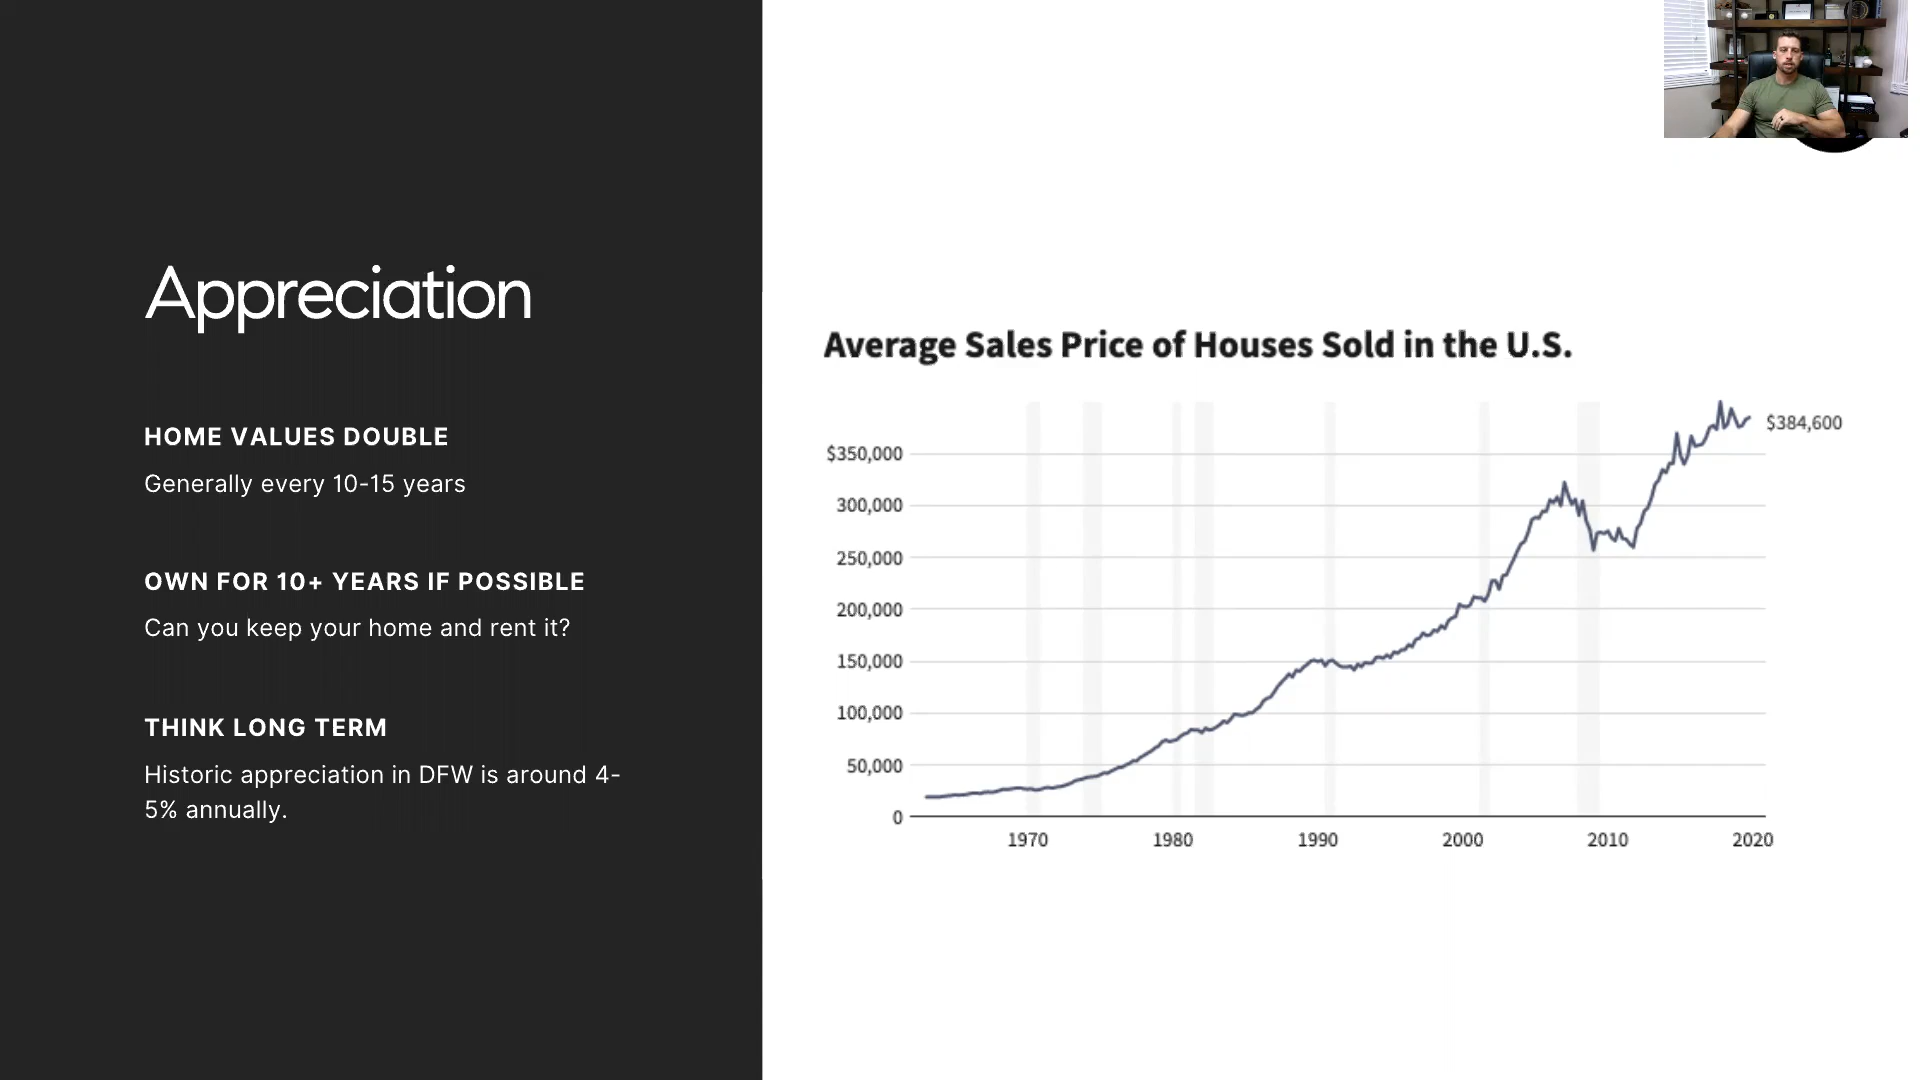 Appreciation
HOME VALUES DOUBLE
Generally every 10-15 years
OWN FOR 10+ YEARS IF POSSIBLE
Can you keep your home and rent it?
THINK LONG TERM
Historic appreciation in DFW is around 4-
5% annually.
Average Sales Price of Houses Sold in the U.S.
$384,600
$350,000
300,000
250,000
200,000
150,000
100,000
50,000
0
1970 1980 1990 2000 2010 2020